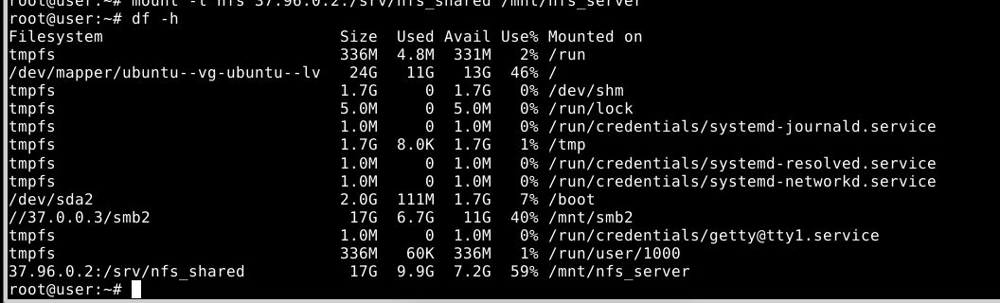 root@user:~# mount -t nfs 37.96.0.2:/srv/nfs_shared /mnt/nfs_server
root@user:~# df -h
Filesystem                         Size  Used Avail Use% Mounted on
tmpfs                              336M  4.8M  331M   2% /run
/dev/mapper/ubuntu--vg-ubuntu--lv   24G   11G   13G  46% /
tmpfs                              1.7G     0  1.7G   0% /dev/shm
tmpfs                              5.0M     0  5.0M   0% /run/lock
tmpfs                              1.0M     0  1.0M   0% /run/credentials/systemd-journald.service
tmpfs                              1.7G  8.0K  1.7G   1% /tmp
tmpfs                              1.0M     0  1.0M   0% /run/credentials/systemd-resolved.service
tmpfs                              1.0M     0  1.0M   0% /run/credentials/systemd-networkd.service
/dev/sda2                          2.0G  111M  1.7G   7% /boot
//37.0.0.3/smb2                     17G  6.7G   11G  40% /mnt/smb2
tmpfs                              1.0M     0  1.0M   0% /run/credentials/getty@tty1.service
tmpfs                              336M   60K  336M   1% /run/user/1000
37.96.0.2:/srv/nfs_shared           17G  9.9G  7.2G  59% /mnt/nfs_server
root@user:~#